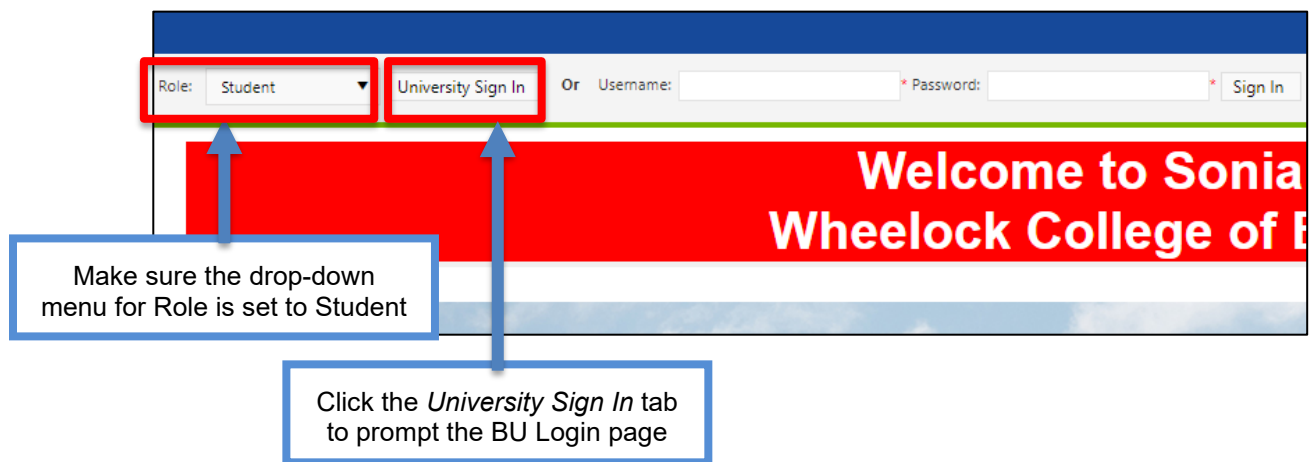 Role: Student University Sign In Or Username: * Password: * Sign In
Welcome to Sonia
Wheelock College of
Make sure the drop-down
menu for Role is set to Student
Click the University Sign In tab
to prompt the BU Login page